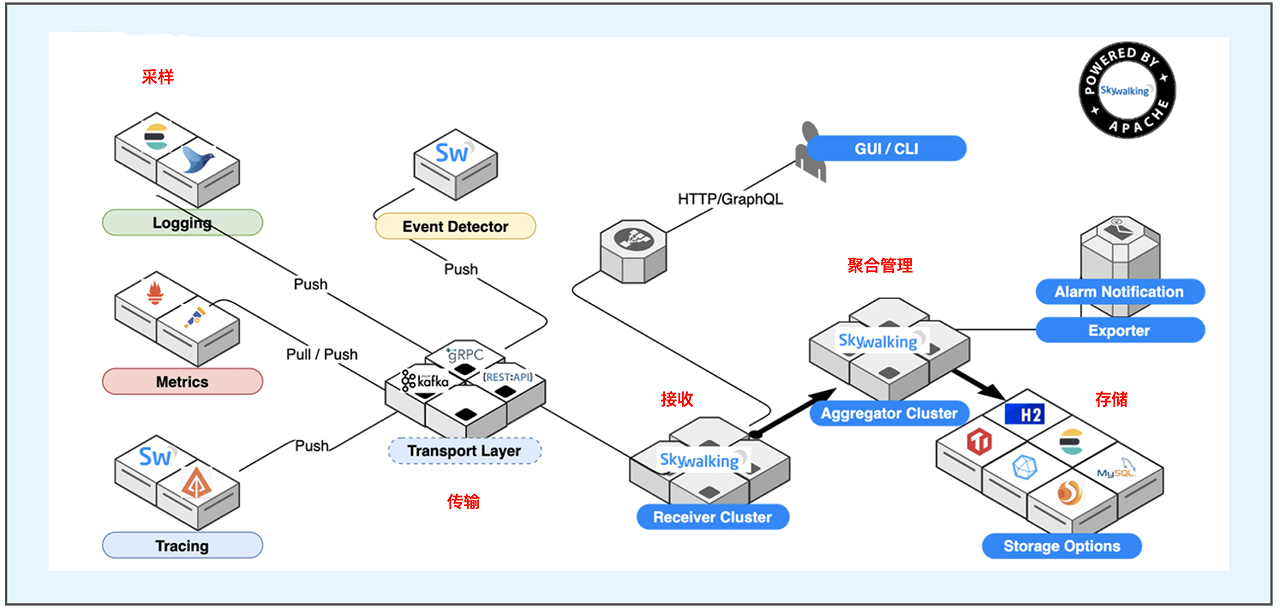 采样
POWERED BY
Skywalking
APACHE
Sw
GUI / CLI
Logging
Event Detector
HTTP/GraphQL
Push
Push
聚合管理
Alarm Notification
Exporter
Pull / Push
Metrics
gRPC
kafka
{REST:API}
Skywalking
接收
Aggregator Cluster
H2
存储
Push
Transport Layer
Sw
Skywalking
MySQL
传输
Receiver Cluster
Tracing
Storage Options